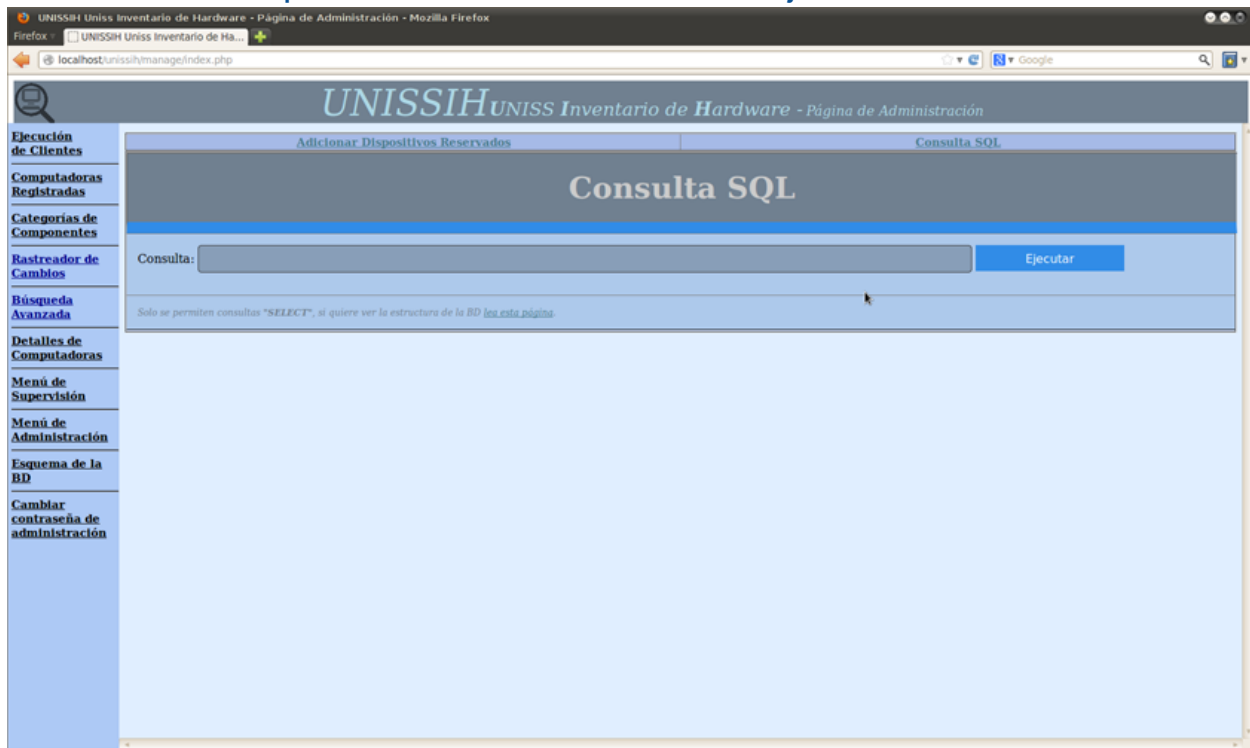 UNISSIH Uniss Inventario de Hardware - Página de Administración - Mozilla Firefox
Firefox
UNISSIH Uniss Inventario de Ha...
localhost/unissih/manage/index.php
Google
UNISSIH UNISS Inventario de Hardware - Página de Administración
Ejecución
de Clientes
Computadoras
Registradas
Categorías de
Componentes
Rastreador de
Cambios
Búsqueda
Avanzada
Detalles de
Computadoras
Menú de
Supervisión
Menú de
Administración
Esquema de la
BD
Cambiar
contraseña de
administración
Adicionar Dispositivos Reservados
Consulta SQL
Consulta SQL
Consulta:
Ejecutar
Solo se permiten consultas "SELECT", si quiere ver la estructura de la BD lea esta página.